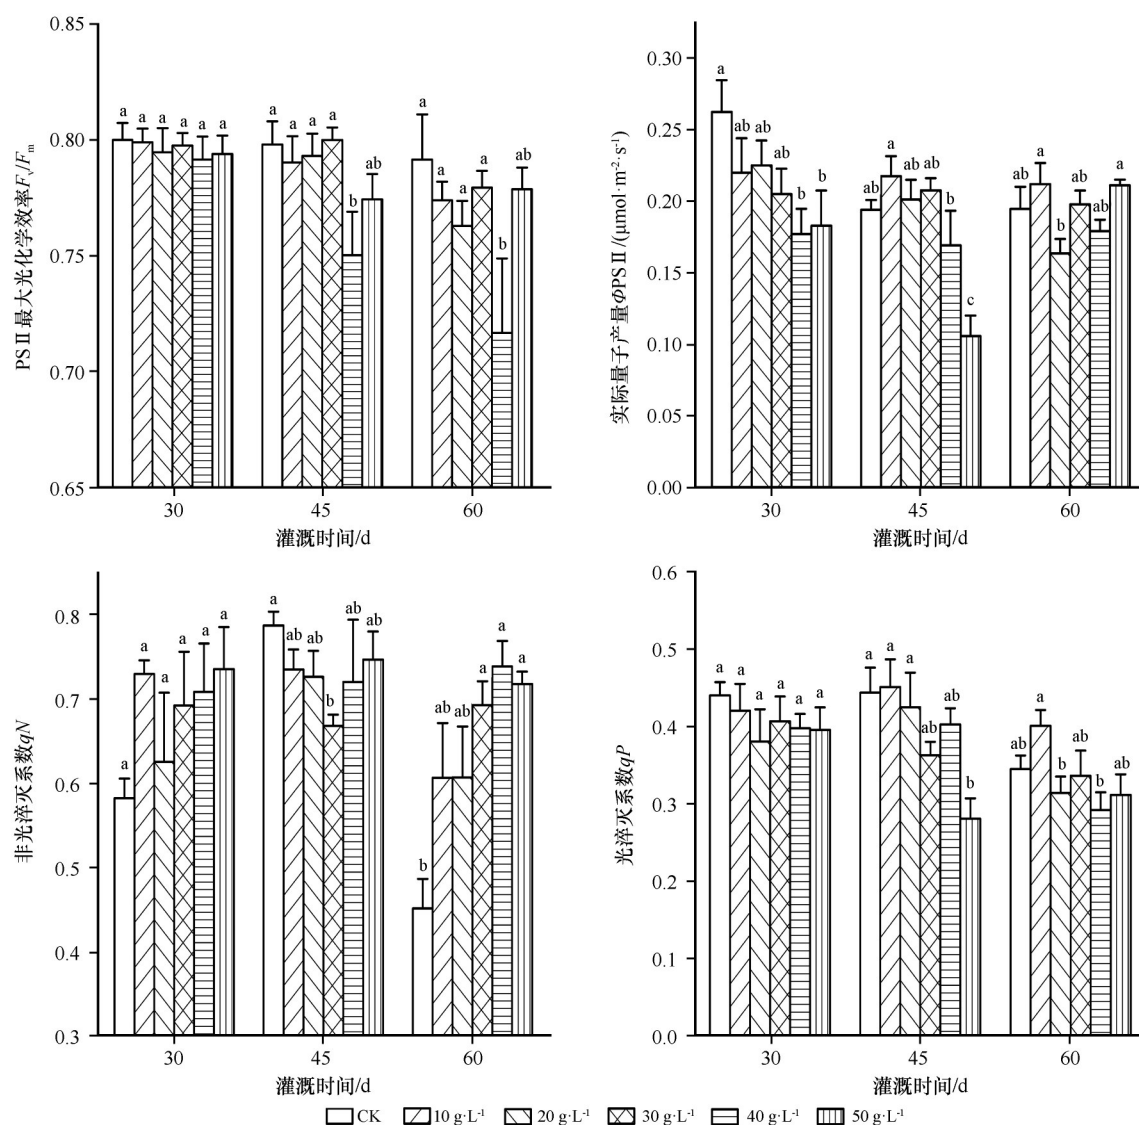 0.85
0.80
0.75
0.70
0.65
a a a a a a
a a a a b ab
a a a a b a
30 45 60
灌溉时间/d
PSⅡ最大光化学效率Fv/Fm
0.30
0.25
0.20
0.15
0.10
0.05
0.00
a ab ab ab b b
ab a ab ab b c
ab a b ab ab a
30 45 60
灌溉时间/d
实际量子产量ΦPSⅡ/(μmol·m⁻²·s⁻¹)
0.8
0.7
0.6
0.5
0.4
0.3
a a a a a a
a ab ab b ab ab
b ab ab a a a
30 45 60
灌溉时间/d
非光淬灭系数qN
0.6
0.5
0.4
0.3
0.2
0.1
0.0
a a a a a a
a a a ab ab b
ab a b ab b ab
30 45 60
灌溉时间/d
光淬灭系数qP
CK 10 g·L⁻¹ 20 g·L⁻¹ 30 g·L⁻¹ 40 g·L⁻¹ 50 g·L⁻¹